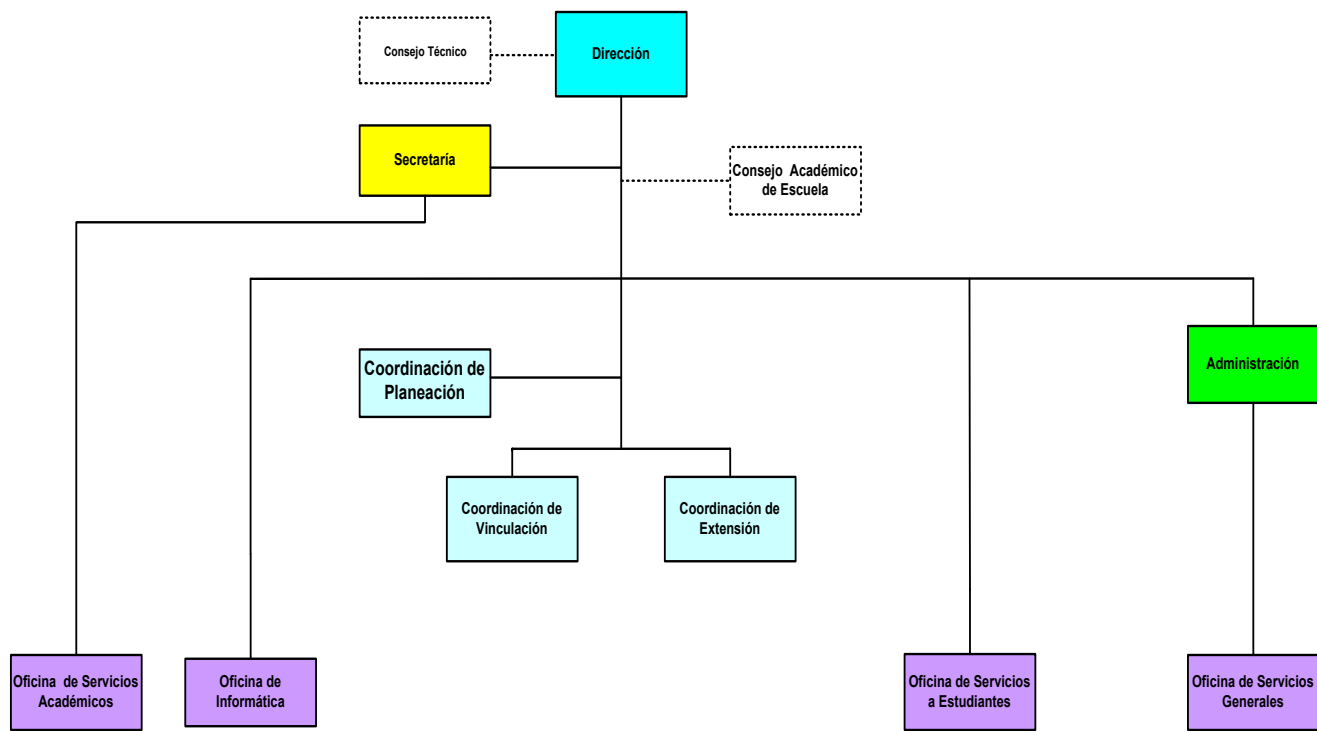 Consejo Técnico
Dirección
Secretaría
Consejo Académico
de Escuela
Coordinación de
Planeación
Administración
Coordinación de
Vinculación
Coordinación de
Extensión
Oficina de Servicios
Académicos
Oficina de
Informática
Oficina de Servicios
a Estudiantes
Oficina de Servicios
Generales